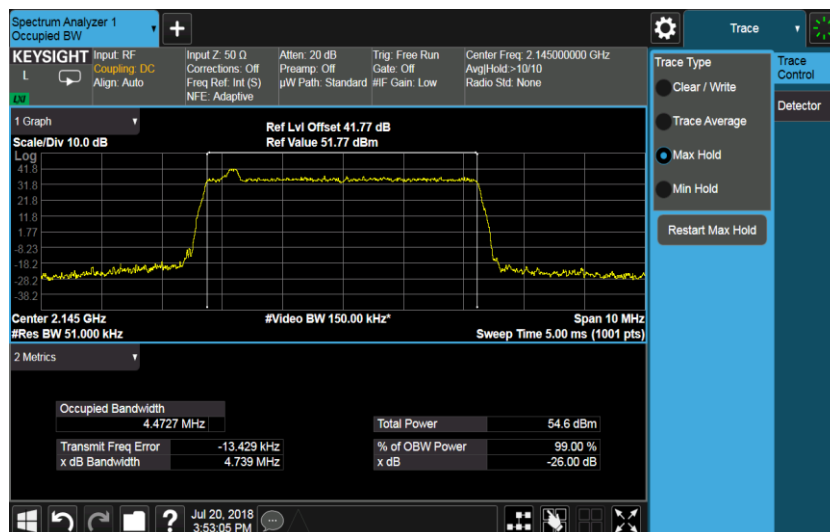 Spectrum Analyzer 1
Occupied BW
Trace
KEYSIGHT
L
LXI
Input: RF
Coupling: DC
Align: Auto
Input Z: 50 Ω
Corrections: Off
Freq Ref: Int (S)
NFE: Adaptive
Atten: 20 dB
Preamp: Off
µW Path: Standard
Trig: Free Run
Gate: Off
#IF Gain: Low
Center Freq: 2.145000000 GHz
Avg|Hold:>10/10
Radio Std: None
Trace Type
Clear / Write
Trace Average
Max Hold
Min Hold
Restart Max Hold
Trace
Control
Detector
1 Graph
Scale/Div 10.0 dB
Ref Lvl Offset 41.77 dB
Ref Value 51.77 dBm
Log
41.8
31.8
21.8
11.8
1.77
-8.23
-18.2
-28.2
-38.2
Center 2.145 GHz
#Video BW 150.00 kHz*
Span 10 MHz
#Res BW 51.000 kHz
Sweep Time 5.00 ms (1001 pts)
2 Metrics
Occupied Bandwidth
4.4727 MHz
Total Power 54.6 dBm
Transmit Freq Error -13.429 kHz
% of OBW Power 99.00 %
x dB Bandwidth 4.739 MHz
x dB -26.00 dB
?
Jul 20, 2018
3:53:05 PM